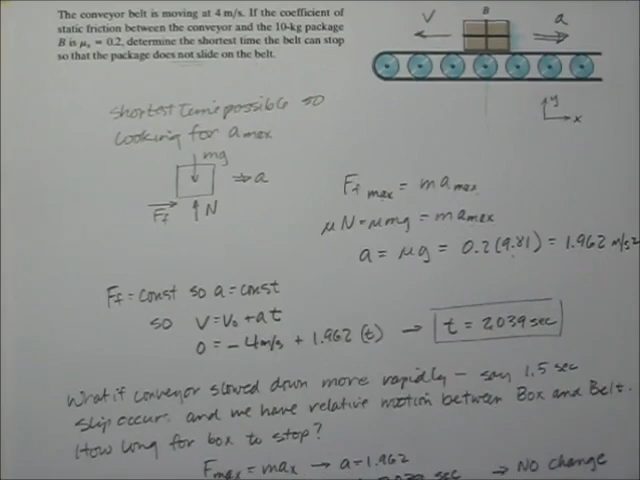 The conveyor belt is moving at 4 m/s. If the coefficient of
static friction between the conveyor and the 10-kg package
B is μs = 0.2, determine the shortest time the belt can stop
so that the package does not slide on the belt.
B
V
a
y
x
shortest time possible so
looking for a max
mg
⇒ a
Ff
N
Ff max = m a max
μN = μmg = m a max
a = μg = 0.2(9.81) = 1.962 m/s²
Ff = const so a = const
so V = V0 + at
0 = -4m/s + 1.962 (t) → t = 2.039 sec
What if conveyor slowed down more rapidly - say 1.5 sec
slip occurs and we have relative motion between Box and Belt.
How long for box to stop?
Fmax = max → a = 1.962
sec → No change